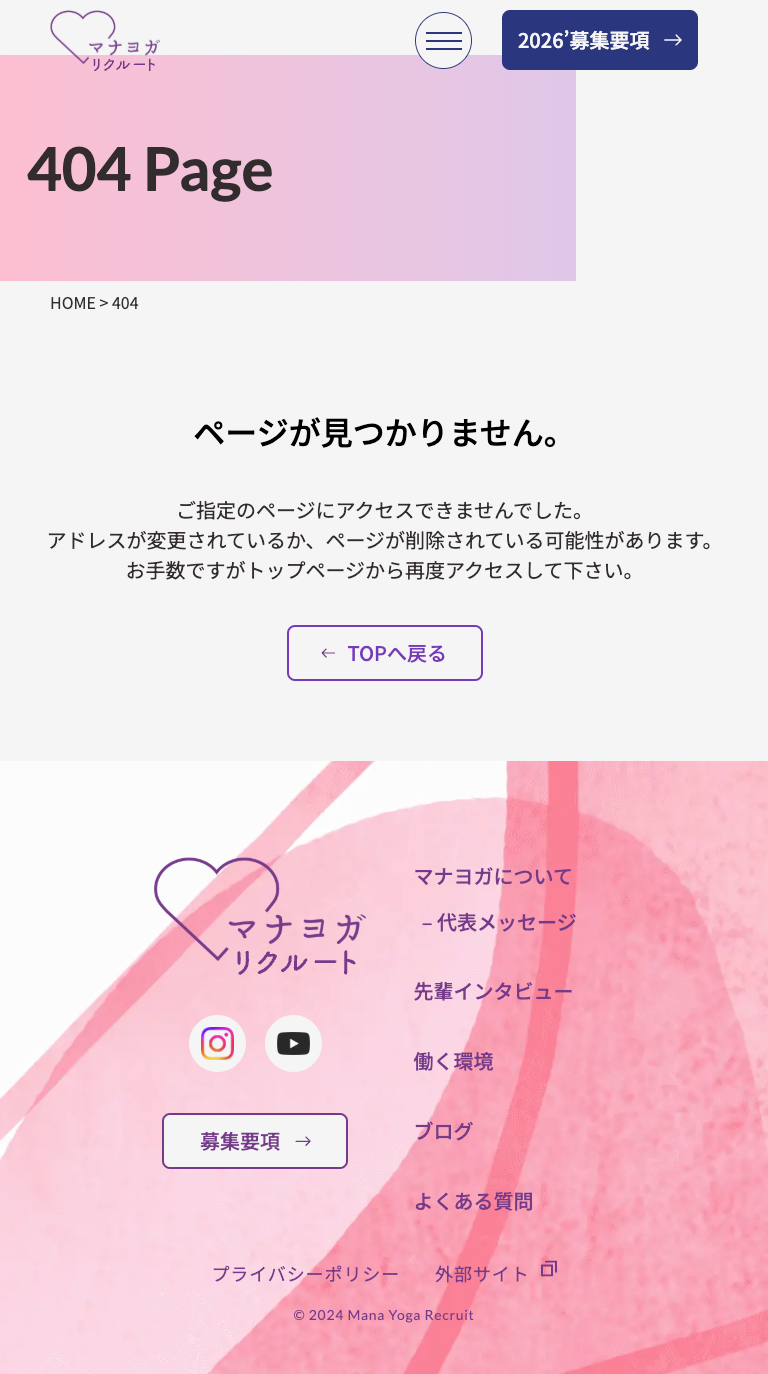 マナヨガ
リクルート
2026’募集要項
404 Page
HOME > 404
ページが見つかりません。
ご指定のページにアクセスできませんでした。
アドレスが変更されているか、ページが削除されている可能性があります。
お手数ですがトップページから再度アクセスして下さい。
TOPへ戻る
マナヨガ
リクルート
募集要項
マナヨガについて
– 代表メッセージ
先輩インタビュー
働く環境
ブログ
よくある質問
プライバシーポリシー 外部サイト
© 2024 Mana Yoga Recruit